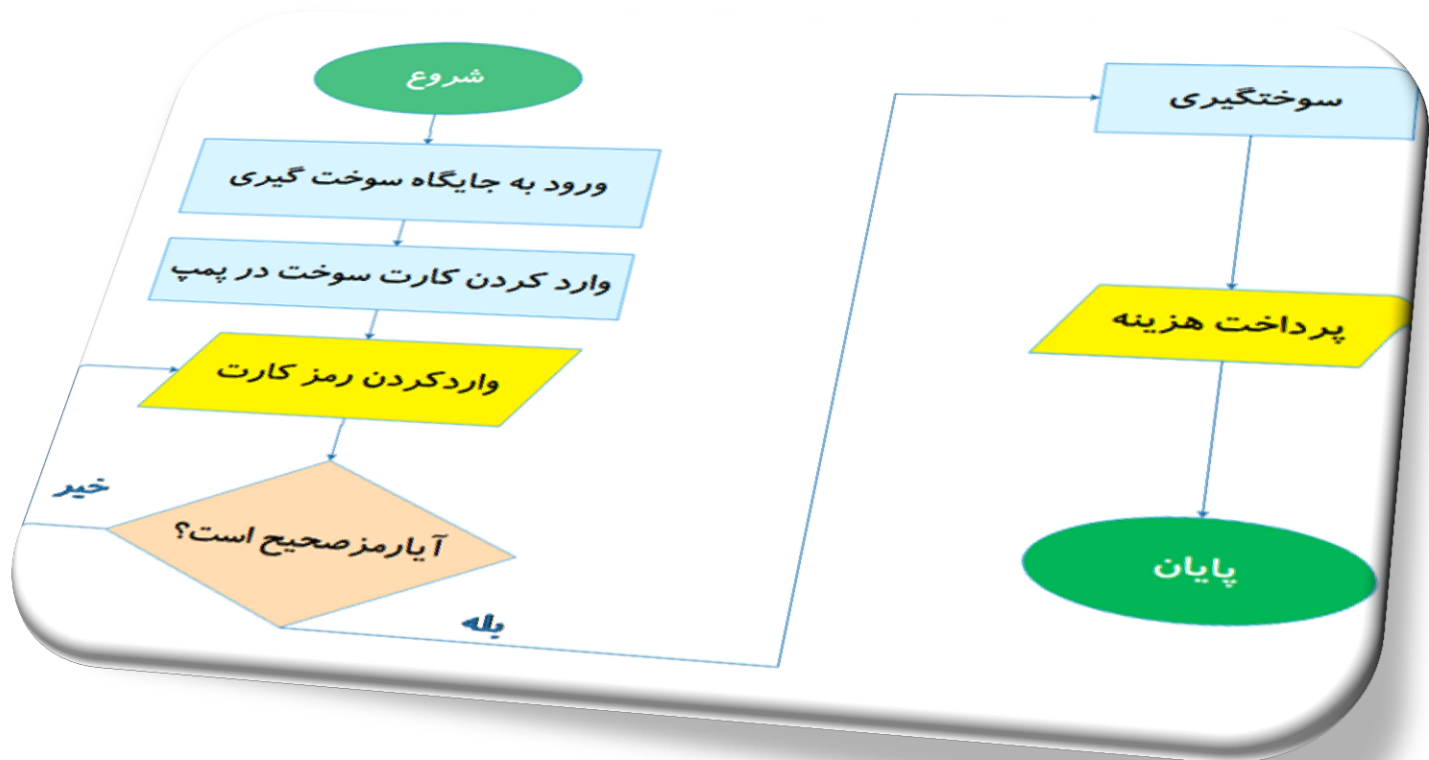 شروع
ورود به جایگاه سوخت گیری
وارد کردن کارت سوخت در پمپ
واردکردن رمز کارت
آیارمزصحیح است؟
خیر
بله
سوختگیری
پرداخت هزینه
پایان